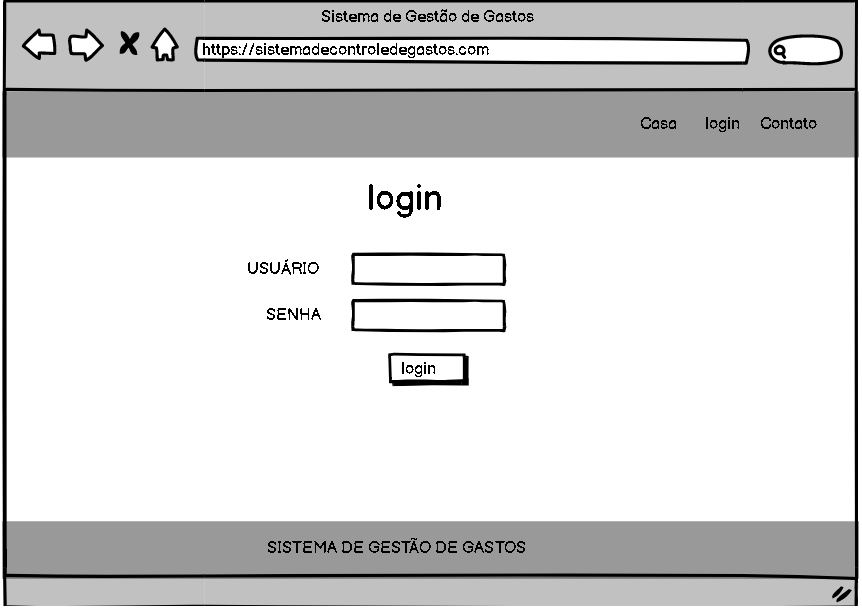 Sistema de Gestão de Gastos
https://sistemadecontroledegastos.com
Casa login Contato
login
USUÁRIO
SENHA
login
SISTEMA DE GESTÃO DE GASTOS